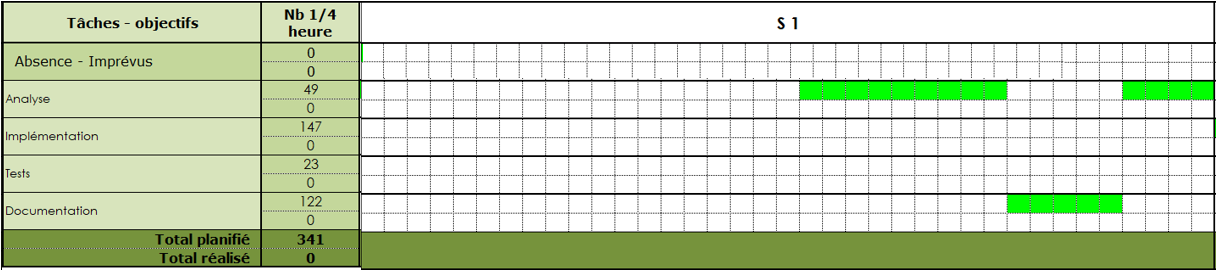 Tâches - objectifs
Nb 1/4
heure
S 1
Absence - Imprévus
0
0
Analyse
49
0
Implémentation
147
0
Tests
23
0
Documentation
122
0
Total planifié 341
Total réalisé 0